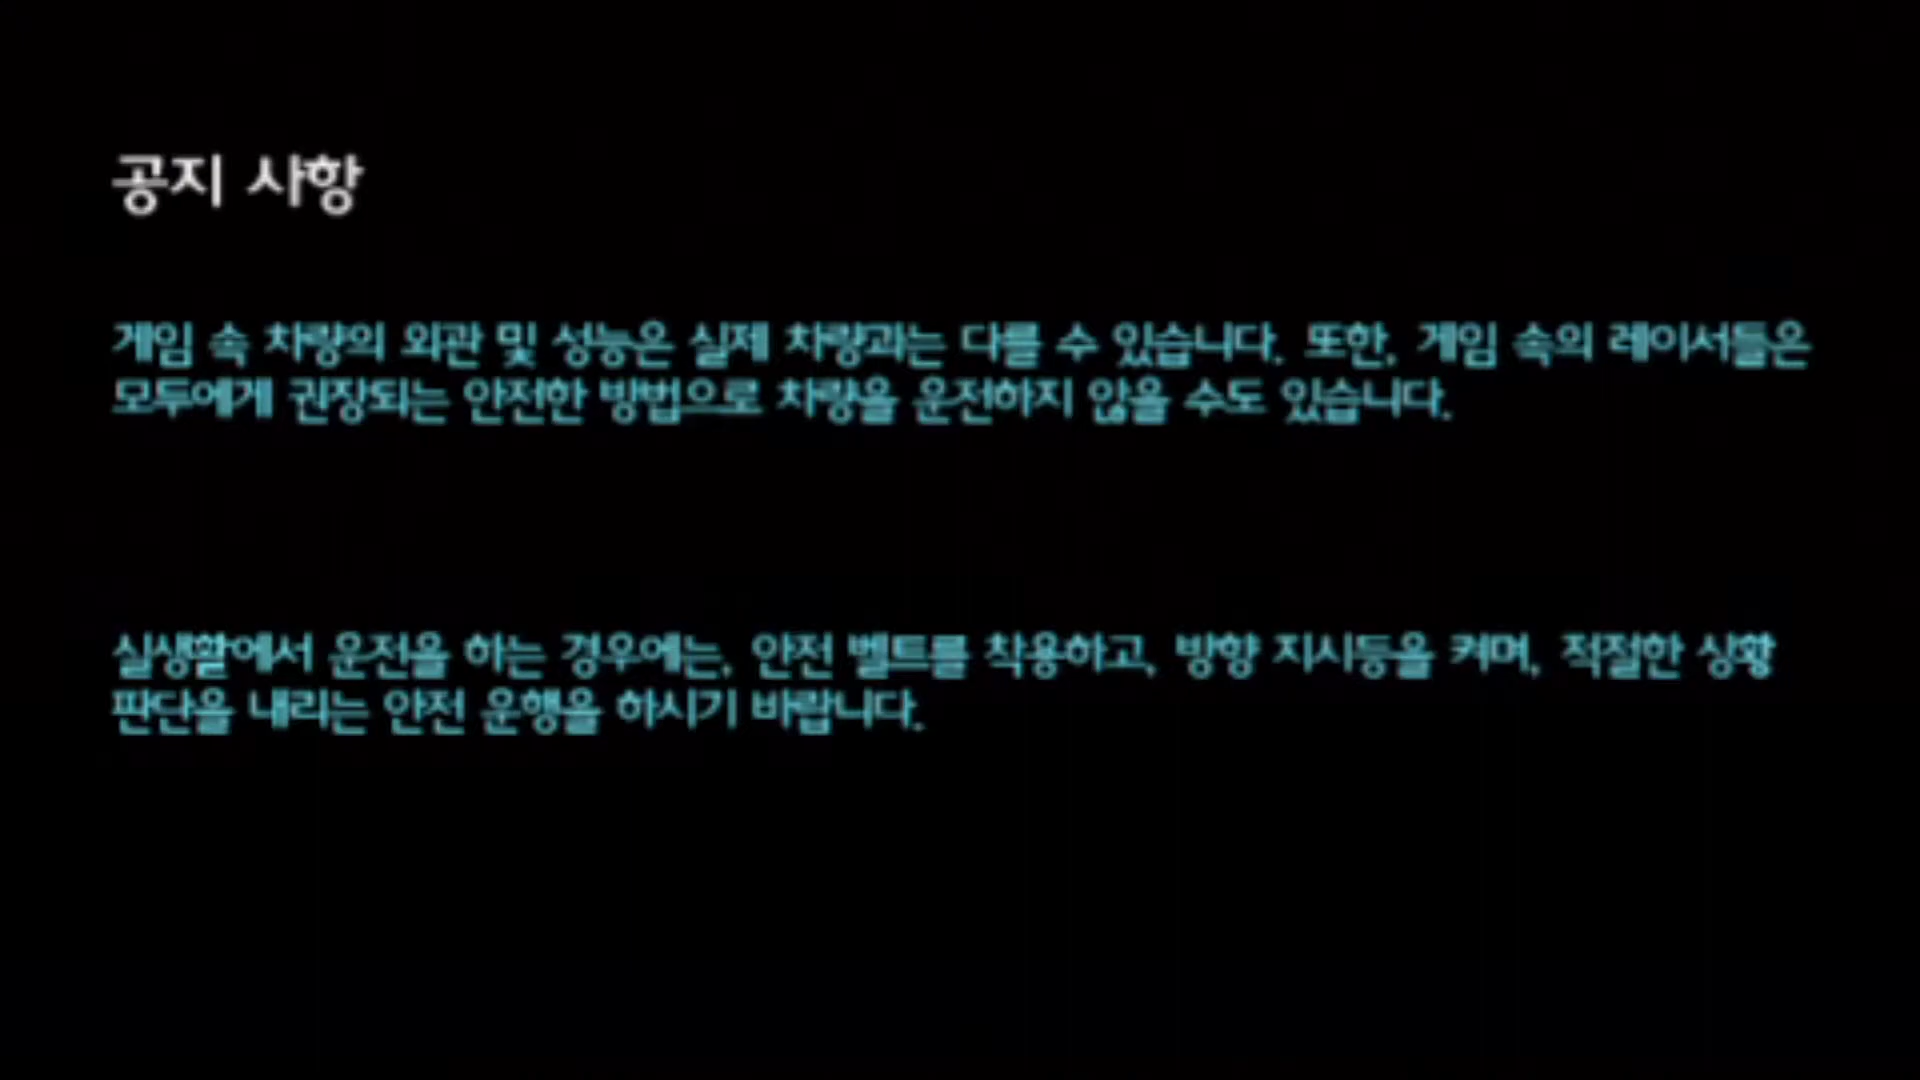 공지 사항
게임 속 차량의 외관 및 성능은 실제 차량과는 다를 수 있습니다. 또한, 게임 속의 레이서들은
모두에게 권장되는 안전한 방법으로 차량을 운전하지 않을 수도 있습니다.
실생활에서 운전을 하는 경우에는, 안전 벨트를 착용하고, 방향 지시등을 켜며, 적절한 상황
판단을 내리는 안전 운행을 하시기 바랍니다.